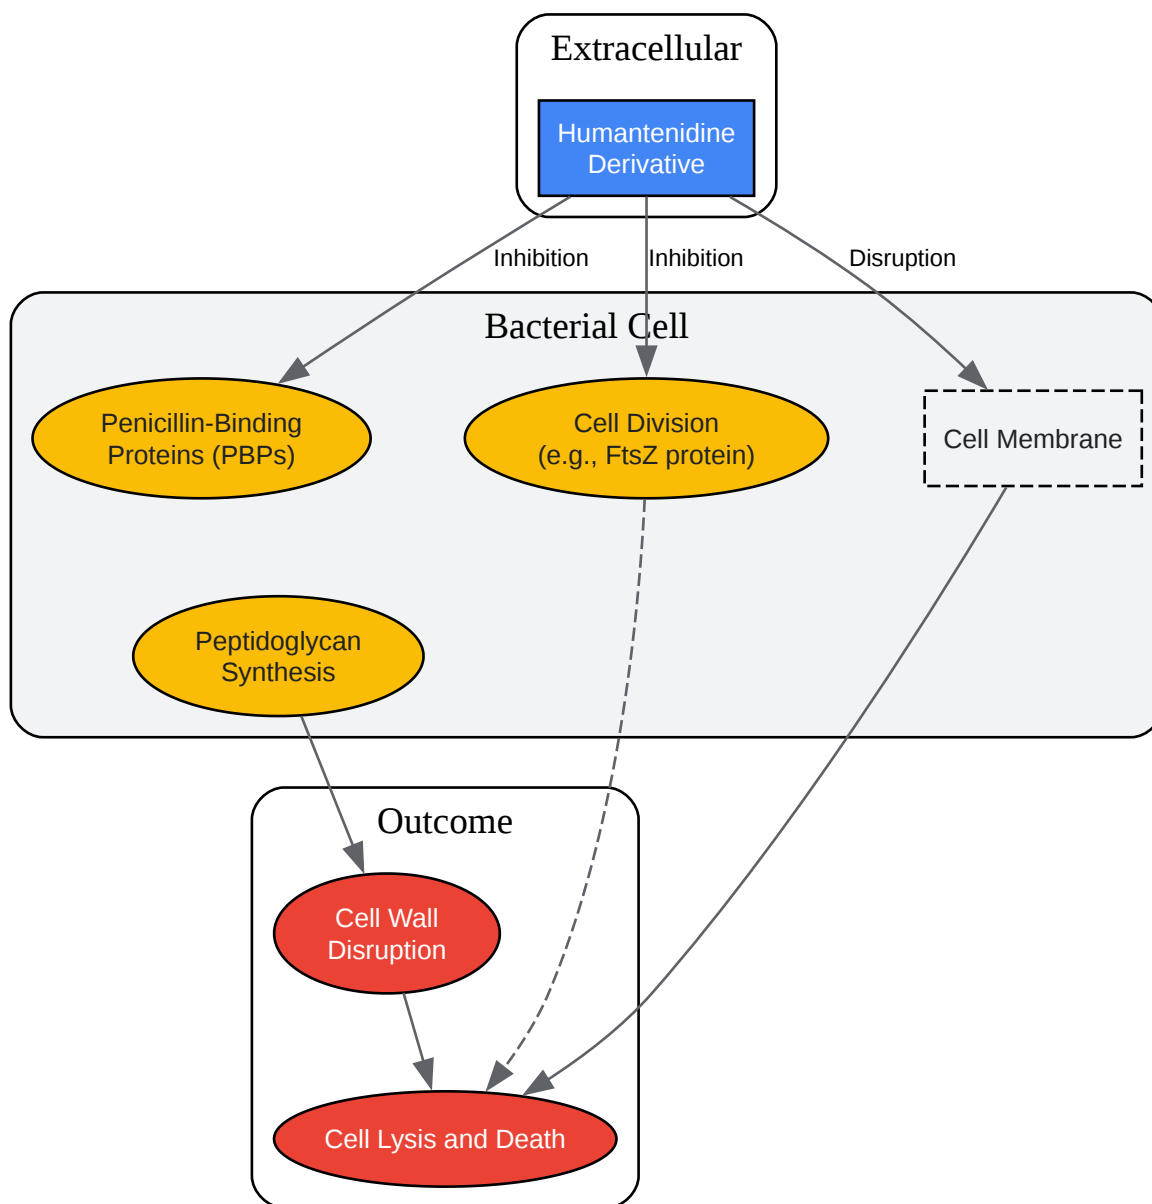 Extracellular
Humantenidine
Derivative
Inhibition
Inhibition
Disruption
Bacterial Cell
Penicillin-Binding
Proteins (PBPs)
Cell Division
(e.g., FtsZ protein)
Cell Membrane
Peptidoglycan
Synthesis
Outcome
Cell Wall
Disruption
Cell Lysis and Death